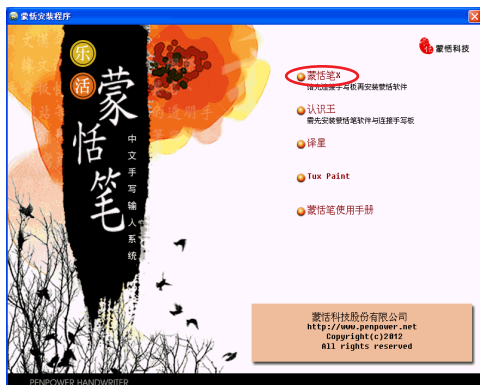 蒙恬安装程序
蒙恬科技
乐活
蒙恬笔
中文手写输入系统
蒙恬笔X
请先连接手写板再安装蒙恬软件
认识王
需先安装蒙恬笔软件与连接手写板
译星
Tux Paint
蒙恬笔使用手册
蒙恬科技股份有限公司
http://www.penpower.net
Copyright(c)2012
All rights reserved
PENPOWER HANDWRITER